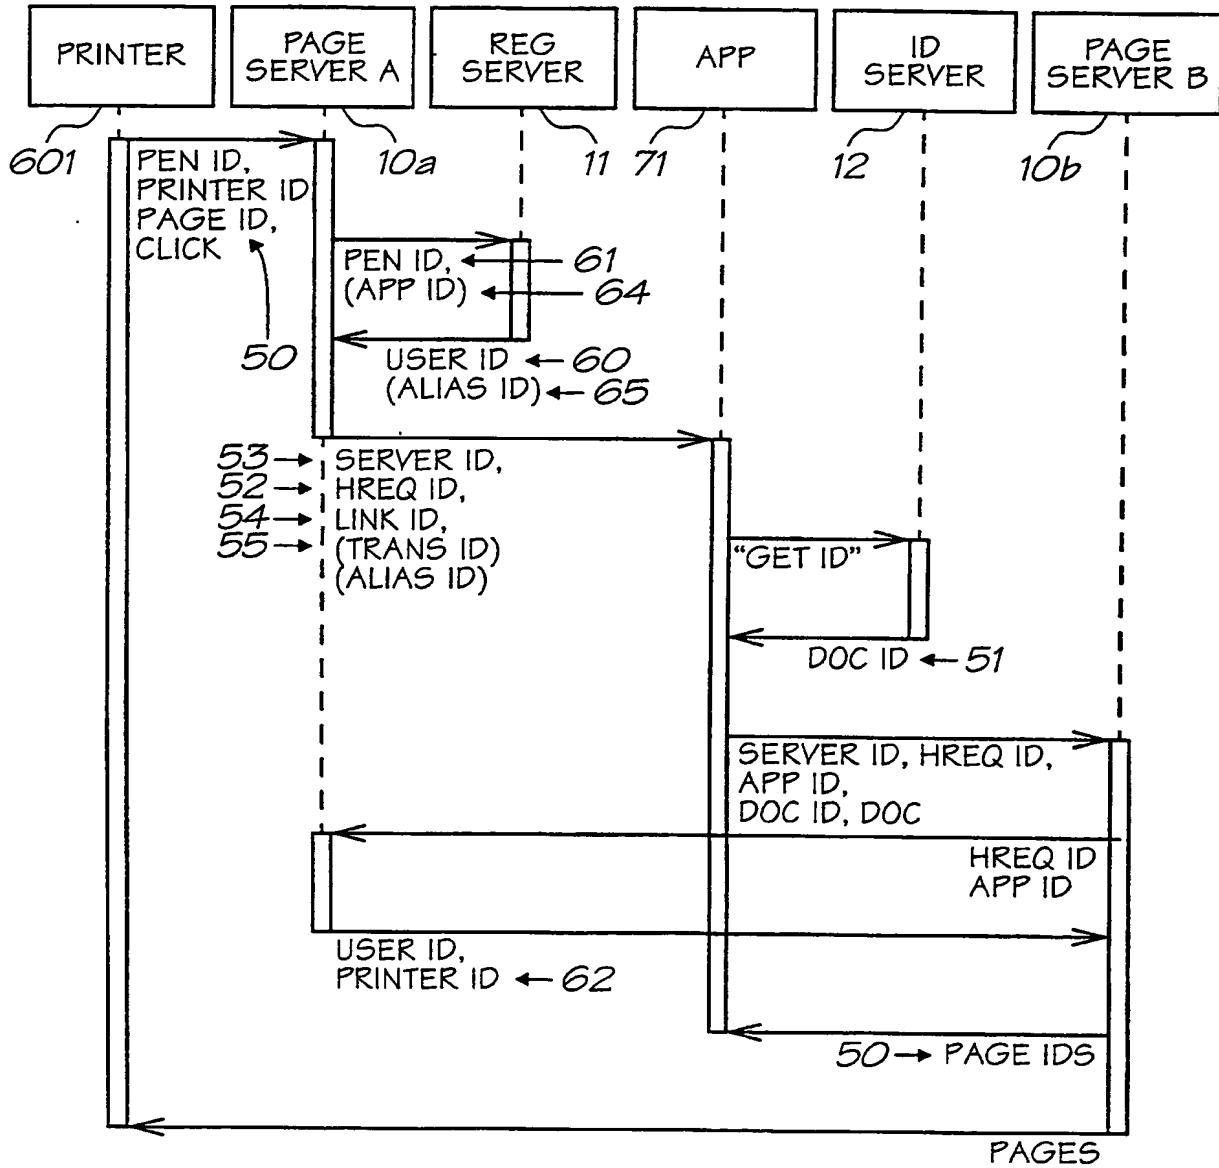 PRINTER
PAGE
SERVER A
REG
SERVER
APP
ID
SERVER
PAGE
SERVER B
601
10a
11
71
12
10b
PEN ID,
PRINTER ID
PAGE ID,
CLICK
50
PEN ID,
61
(APP ID)
64
USER ID
60
(ALIAS ID)
65
53
SERVER ID,
52
HREQ ID,
54
LINK ID,
55
(TRANS ID)
(ALIAS ID)
"GET ID"
DOC ID
51
SERVER ID, HREQ ID,
APP ID,
DOC ID, DOC
HREQ ID
APP ID
USER ID,
PRINTER ID
62
50
PAGE IDS
PAGES